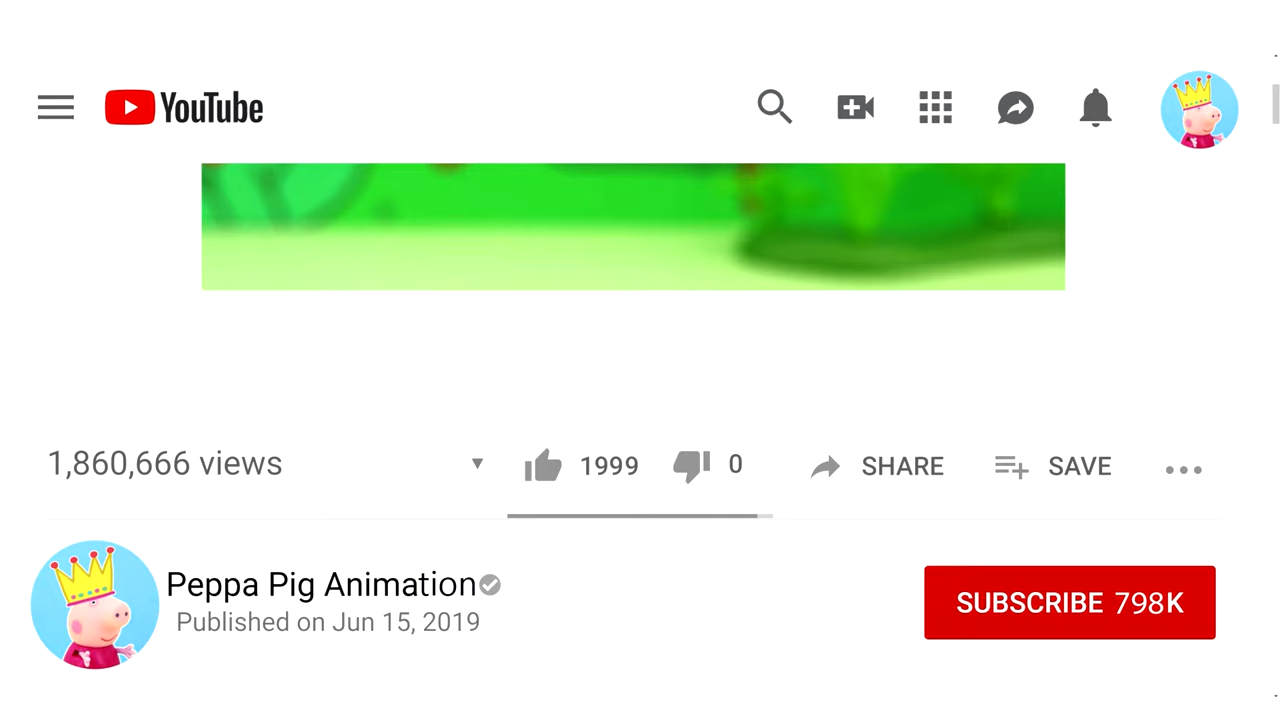 YouTube
1,860,666 views 1999 0 SHARE SAVE
Peppa Pig Animation
Published on Jun 15, 2019
SUBSCRIBE 798K